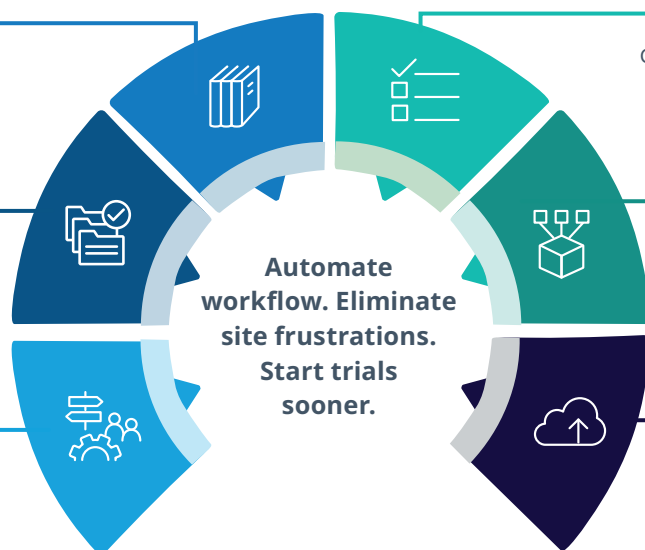 Automate
workflow. Eliminate
site frustrations.
Start trials
sooner.